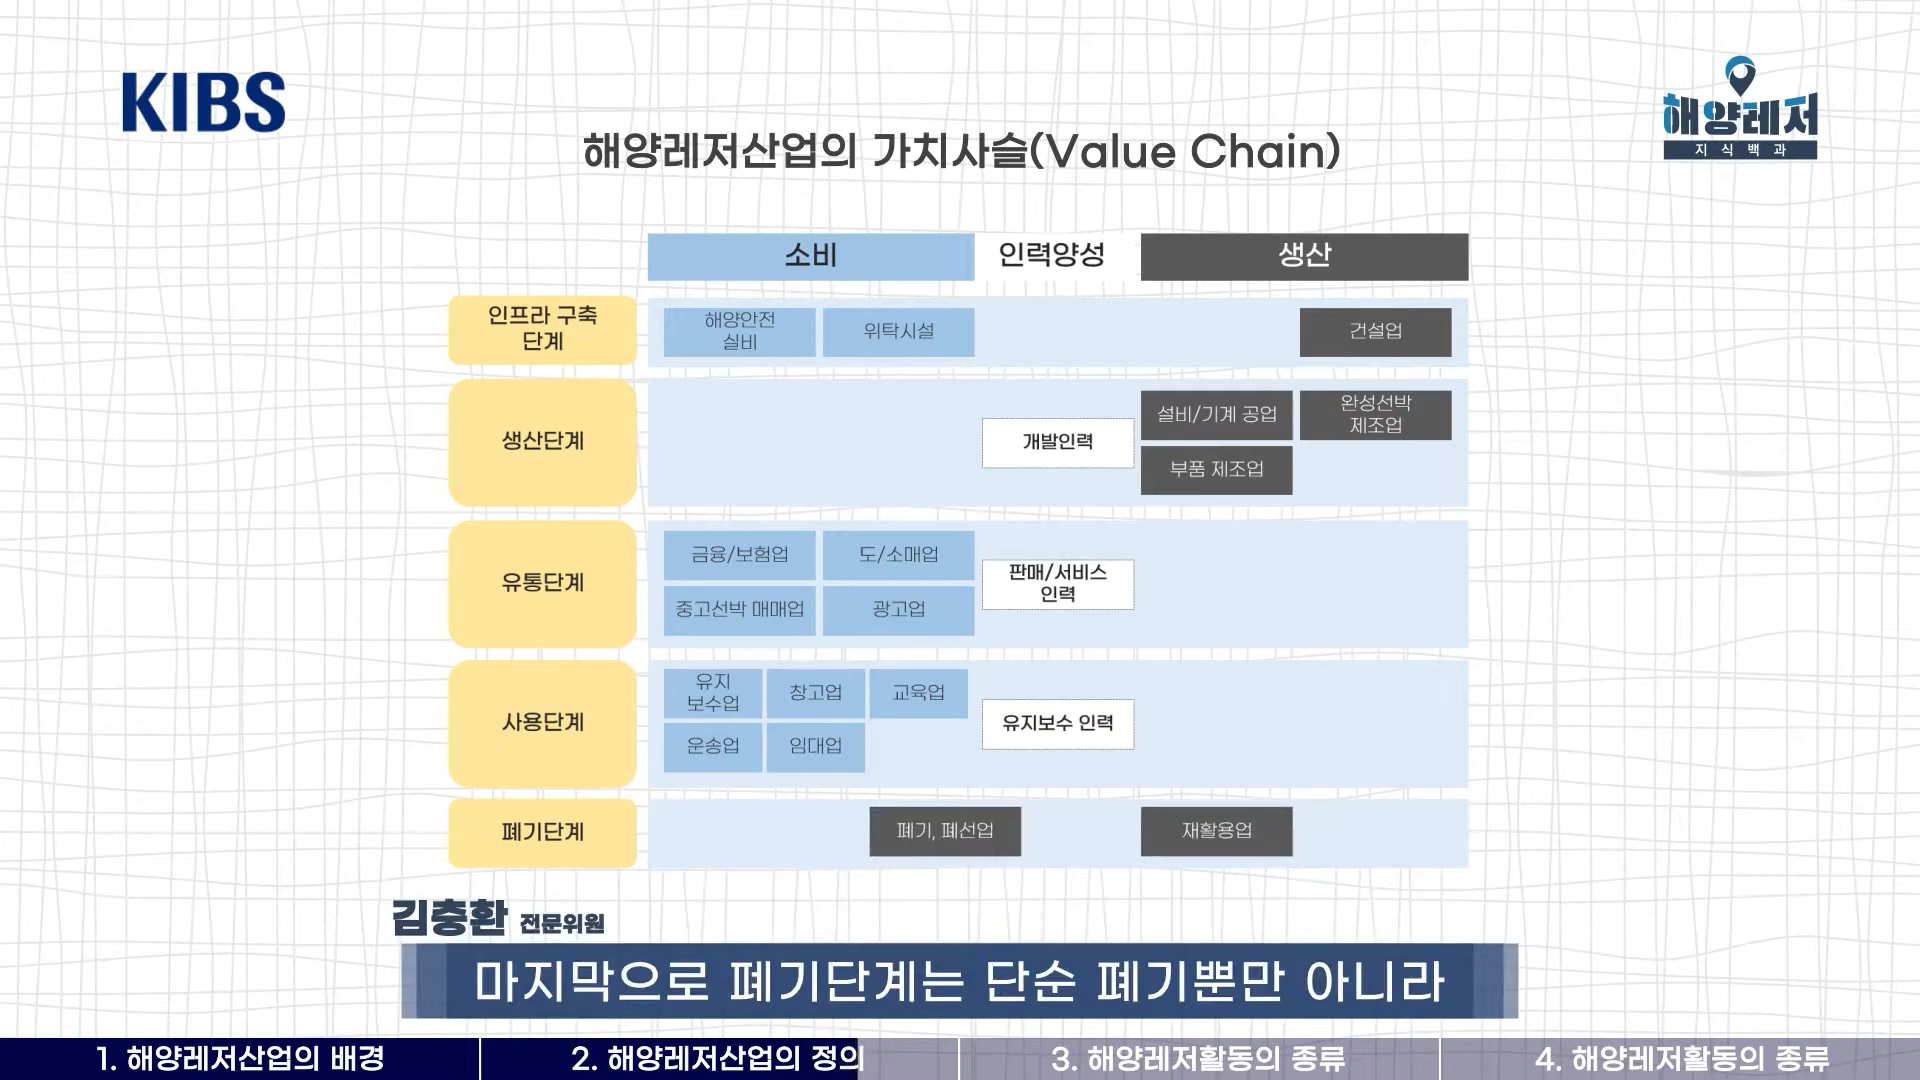 KIBS
해양레저
지식백과
해양레저산업의 가치사슬(Value Chain)
소비
인력양성
생산
인프라 구축
단계
해양안전
실비
위탁시설
건설업
생산단계
개발인력
설비/기계 공업
완성선박
제조업
부품 제조업
유통단계
금융/보험업
도/소매업
중고선박 매매업
광고업
판매/서비스
인력
사용단계
유지
보수업
창고업
교육업
운송업
임대업
유지보수 인력
폐기단계
폐기, 폐선업
재활용업
김충환 전문위원
마지막으로 폐기단계는 단순 폐기뿐만 아니라
1. 해양레저산업의 배경
2. 해양레저산업의 정의
3. 해양레저활동의 종류
4. 해양레저활동의 종류